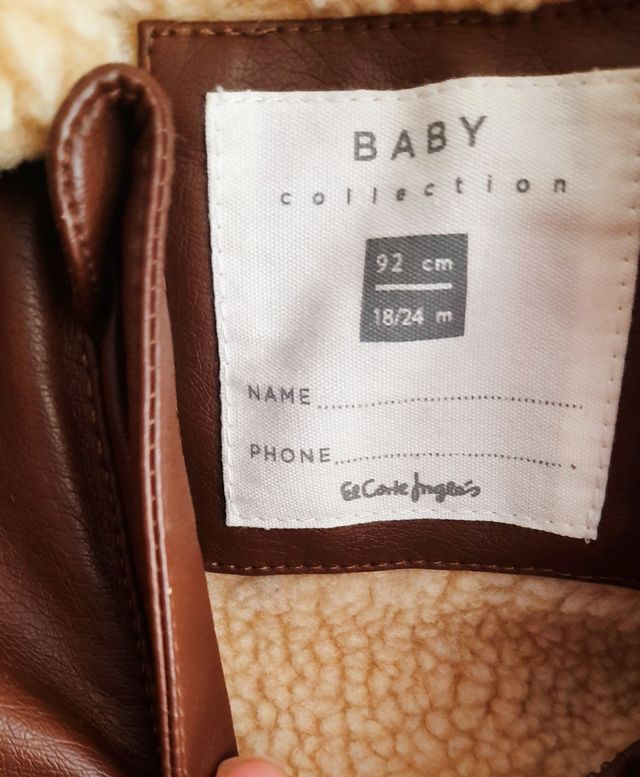 BABY
collection
92 cm
18/24 m
NAME
PHONE
El Corte Inglés